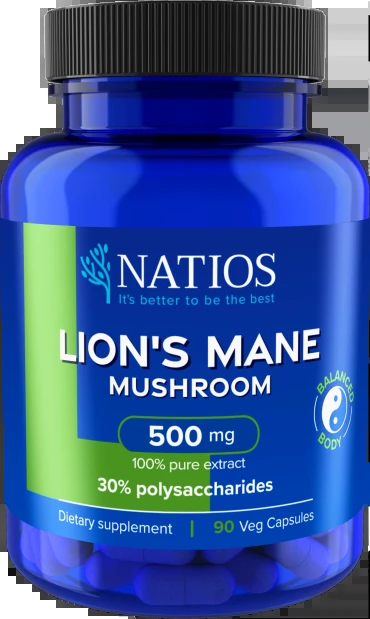 NATIOS
It's better to be the best
LION'S MANE
MUSHROOM
BALANCED
BODY
500 mg
100% pure extract
30% polysaccharides
Dietary supplement | 90 Veg Capsules